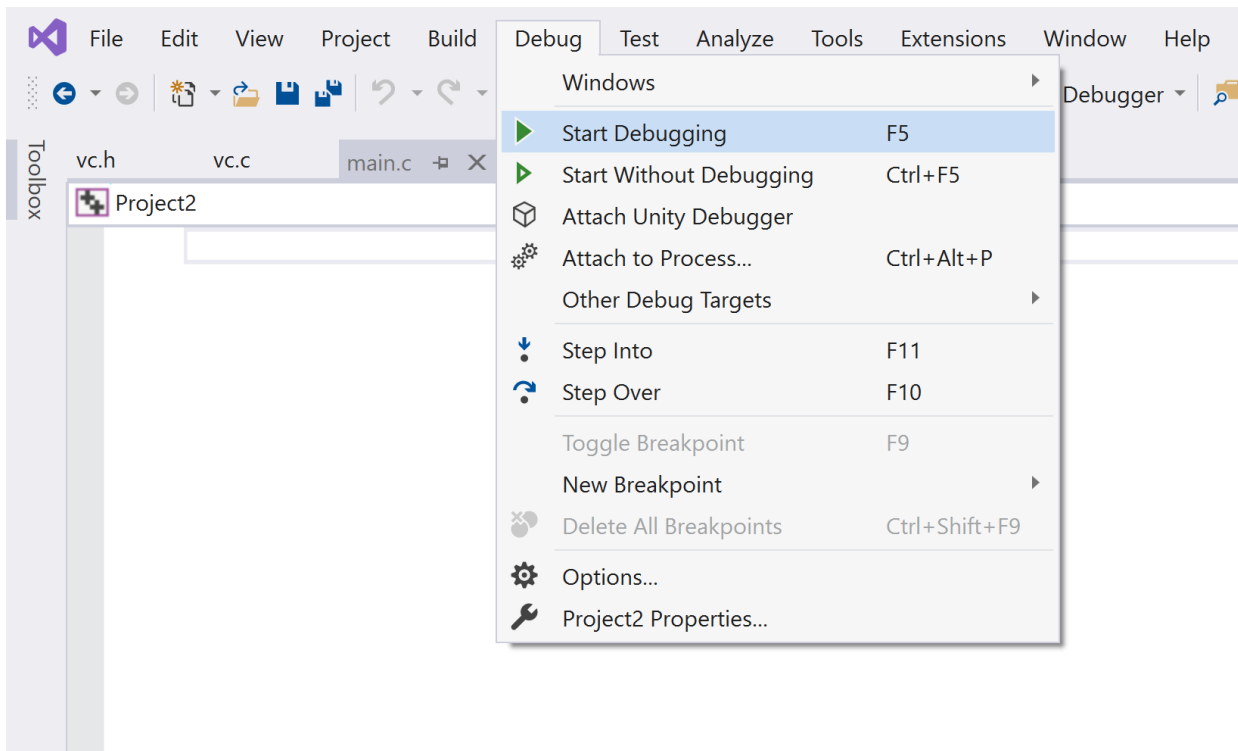 File Edit View Project Build Debug Test Analyze Tools Extensions Window Help
Debugger
Toolbox
vc.h vc.c main.c
Project2
Windows
Start Debugging F5
Start Without Debugging Ctrl+F5
Attach Unity Debugger
Attach to Process... Ctrl+Alt+P
Other Debug Targets
Step Into F11
Step Over F10
Toggle Breakpoint F9
New Breakpoint
Delete All Breakpoints Ctrl+Shift+F9
Options...
Project2 Properties...